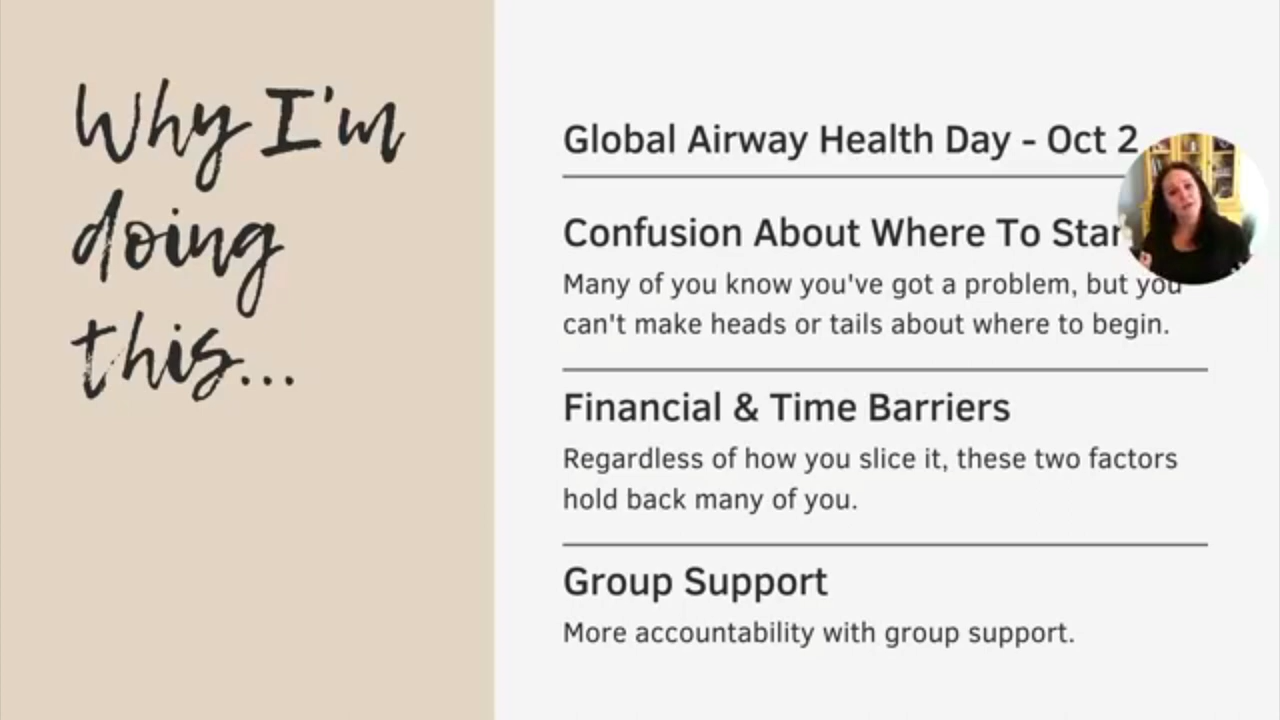 Why I'm
doing
this...
Global Airway Health Day - Oct 2
Confusion About Where To
Many of you know you've got a problem, but you
can't make heads or tails about where to begin.
Financial & Time Barriers
Regardless of how you slice it, these two factors
hold back many of you.
Group Support
More accountability with group support.